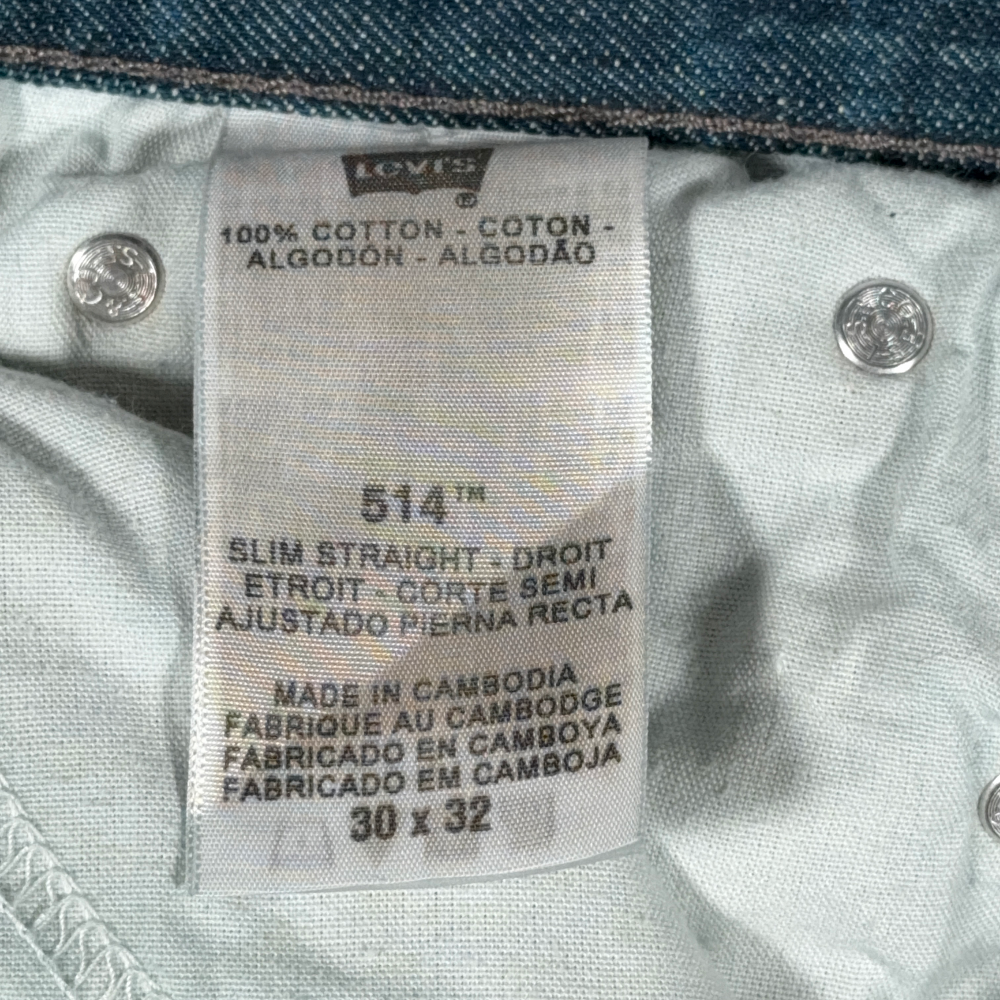 LEVI'S
®
100% COTTON - COTON -
ALGODÓN - ALGODÃO
514™
SLIM STRAIGHT - DROIT
ETROIT - CORTE SEMI
AJUSTADO PIERNA RECTA
MADE IN CAMBODIA
FABRIQUE AU CAMBODGE
FABRICADO EN CAMBOYA
FABRICADO EM CAMBOJA
30 x 32